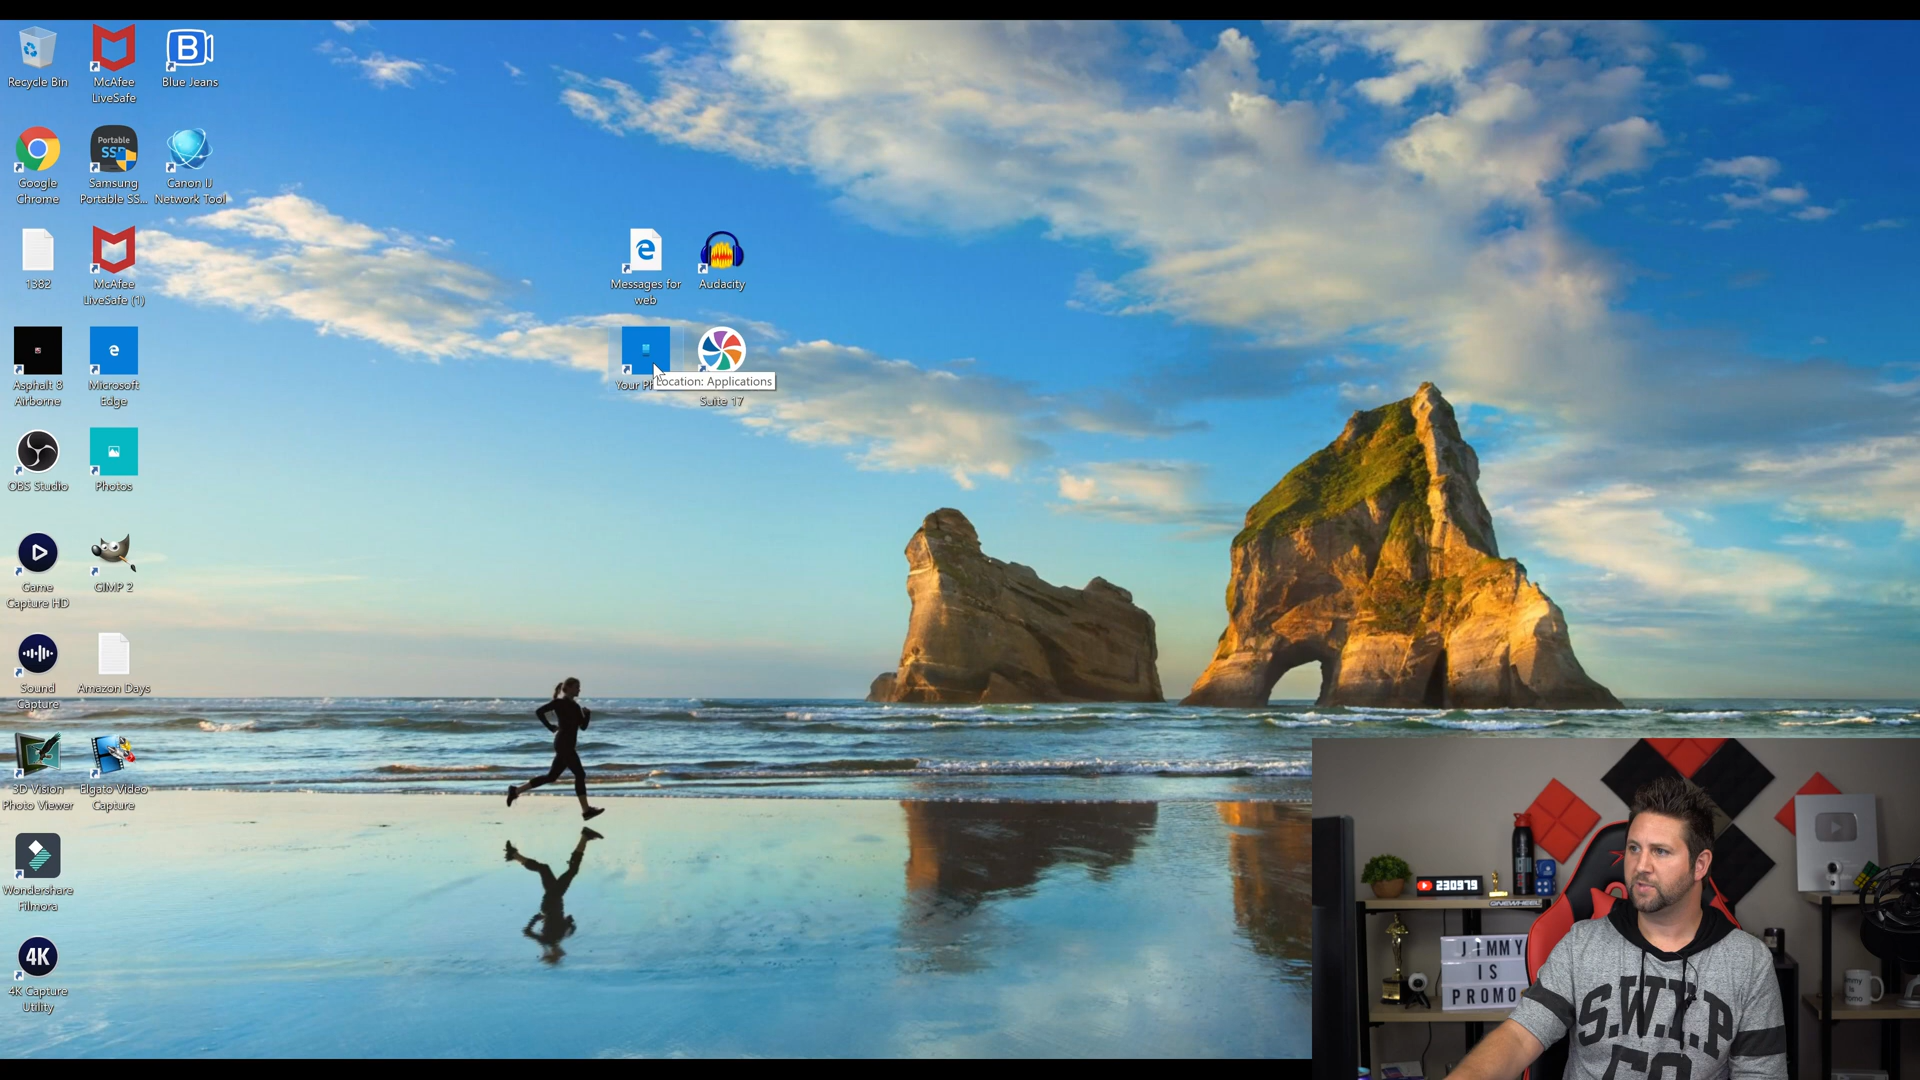 Recycle Bin
McAfee
LiveSafe
B
Blue Jeans
Google
Chrome
Portable
SSD
Samsung
Portable SS...
Canon IJ
Network Tool
1382
McAfee
LiveSafe (1)
Messages for
web
Audacity
Asphalt 8
Airborne
Microsoft
Edge
Your Ph
Location: Applications
Suite 17
OBS Studio
Photos
Game
Capture HD
GIMP 2
Sound
Capture
Amazon Days
3D Vision
Photo Viewer
Elgato Video
Capture
Wondershare
Filmora
4K
4K Capture
Utility
230979
ONEWHEEL
JIMMY
IS
PROMO
S.W.I.P